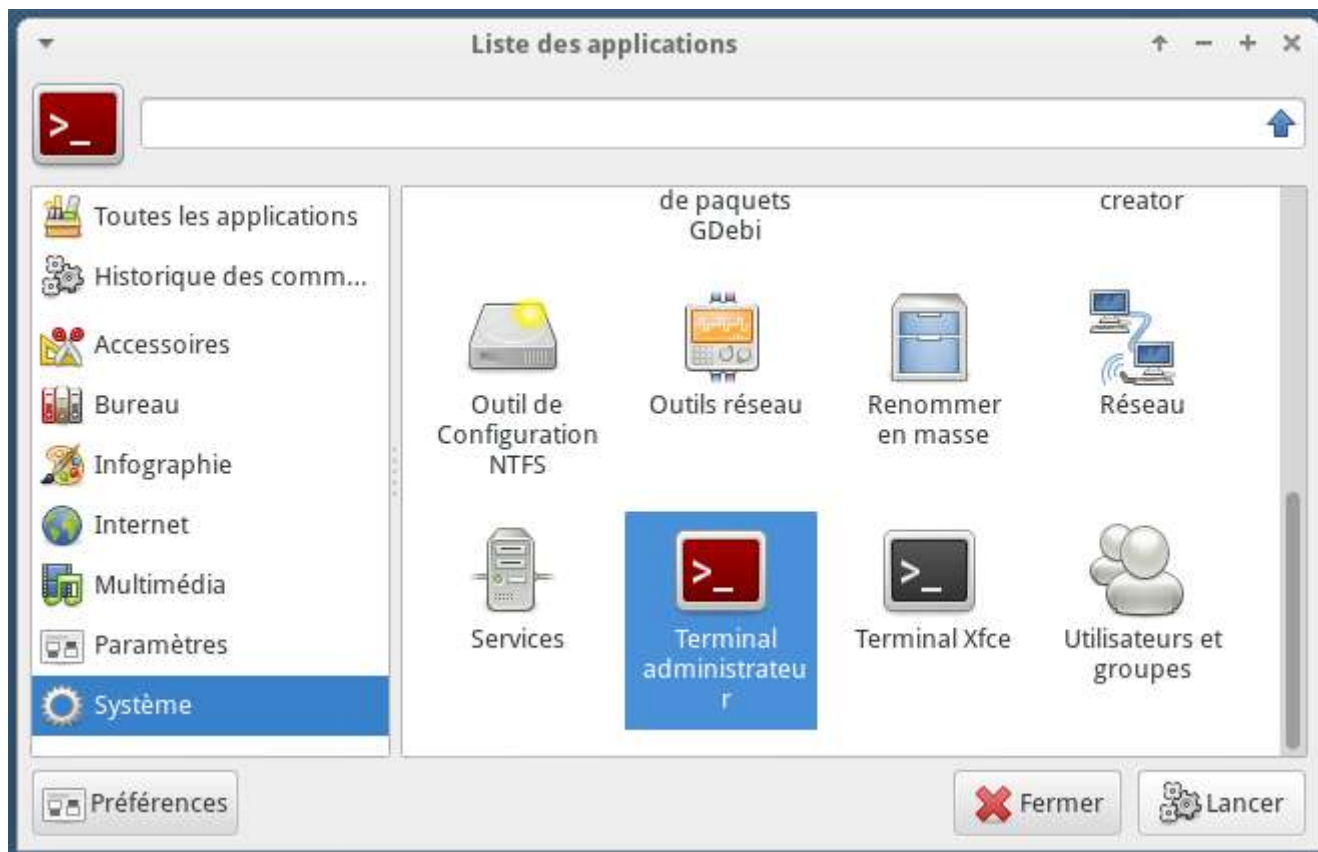 Liste des applications
>_
Toutes les applications
Historique des comm...
Accessoires
Bureau
Infographie
Internet
Multimédia
Paramètres
Système
de paquets
GDebi
creator
Outil de
Configuration
NTFS
Outils réseau
Renommer
en masse
Réseau
Services
>_
Terminal
administrateu
r
>_
Terminal Xfce
Utilisateurs et
groupes
Préférences
Fermer
Lancer